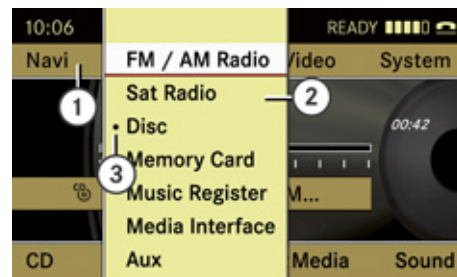 10:06 READY
Navi FM / AM Radio /ideo System
1 Sat Radio 2
Disc 00:42
3 Memory Card
Music Register M...
Media Interface
CD Aux Media Sound